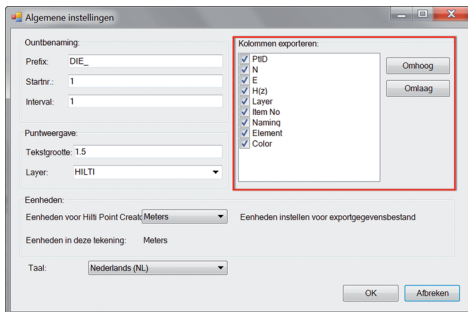 Algemene instellingen
Ountbenaming:
Prefix: DIE_
Startnr.: 1
Interval: 1
Puntweergave:
Tekstgrootte: 1.5
Layer: HILTI
Kolommen exporteren:
PtID
N
E
H(z)
Layer
Item No
Naming
Element
Color
Omhoog
Omlaag
Eenheden:
Eenheden voor Hilti Point Creato Meters
Eenheden instellen voor exportgegevensbestand
Eenheden in deze tekening: Meters
Taal: Nederlands (NL)
OK
Afbreken